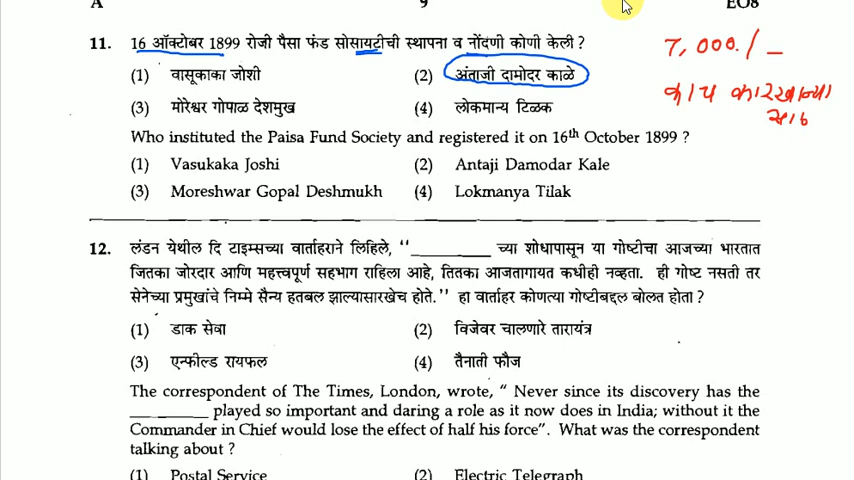 A 9 EO8
11. 16 ऑक्टोबर 1899 रोजी पैसा फंड सोसायटीची स्थापना व नोंदणी कोणी केली ?
(1) वासूकाका जोशी (2) अंताजी दामोदर काळे
(3) मोरेश्वर गोपाळ देशमुख (4) लोकमान्य टिळक
7,000/-
काच कारखान्या
साठ
Who instituted the Paisa Fund Society and registered it on 16th October 1899 ?
(1) Vasukaka Joshi (2) Antaji Damodar Kale
(3) Moreshwar Gopal Deshmukh (4) Lokmanya Tilak
12. लंडन येथील दि टाइम्सच्या वार्ताहराने लिहिले, "________ च्या शोधापासून या गोष्टीचा आजच्या भारतात
जितका जोरदार आणि महत्त्वपूर्ण सहभाग राहिला आहे, तितका आजतागायत कधीही नव्हता. ही गोष्ट नसती तर
सेनेच्या प्रमुखांचे निम्मे सैन्य हतबल झाल्यासारखेच होते." हा वार्ताहर कोणत्या गोष्टीबद्दल बोलत होता ?
(1) डाक सेवा (2) विजेवर चालणारे तारायंत्र
(3) एन्फील्ड रायफल (4) तैनाती फौज
The correspondent of The Times, London, wrote, " Never since its discovery has the
________ played so important and daring a role as it now does in India; without it the
Commander in Chief would lose the effect of half his force". What was the correspondent
talking about ?
(1) Postal Service (2) Electric Telegraph